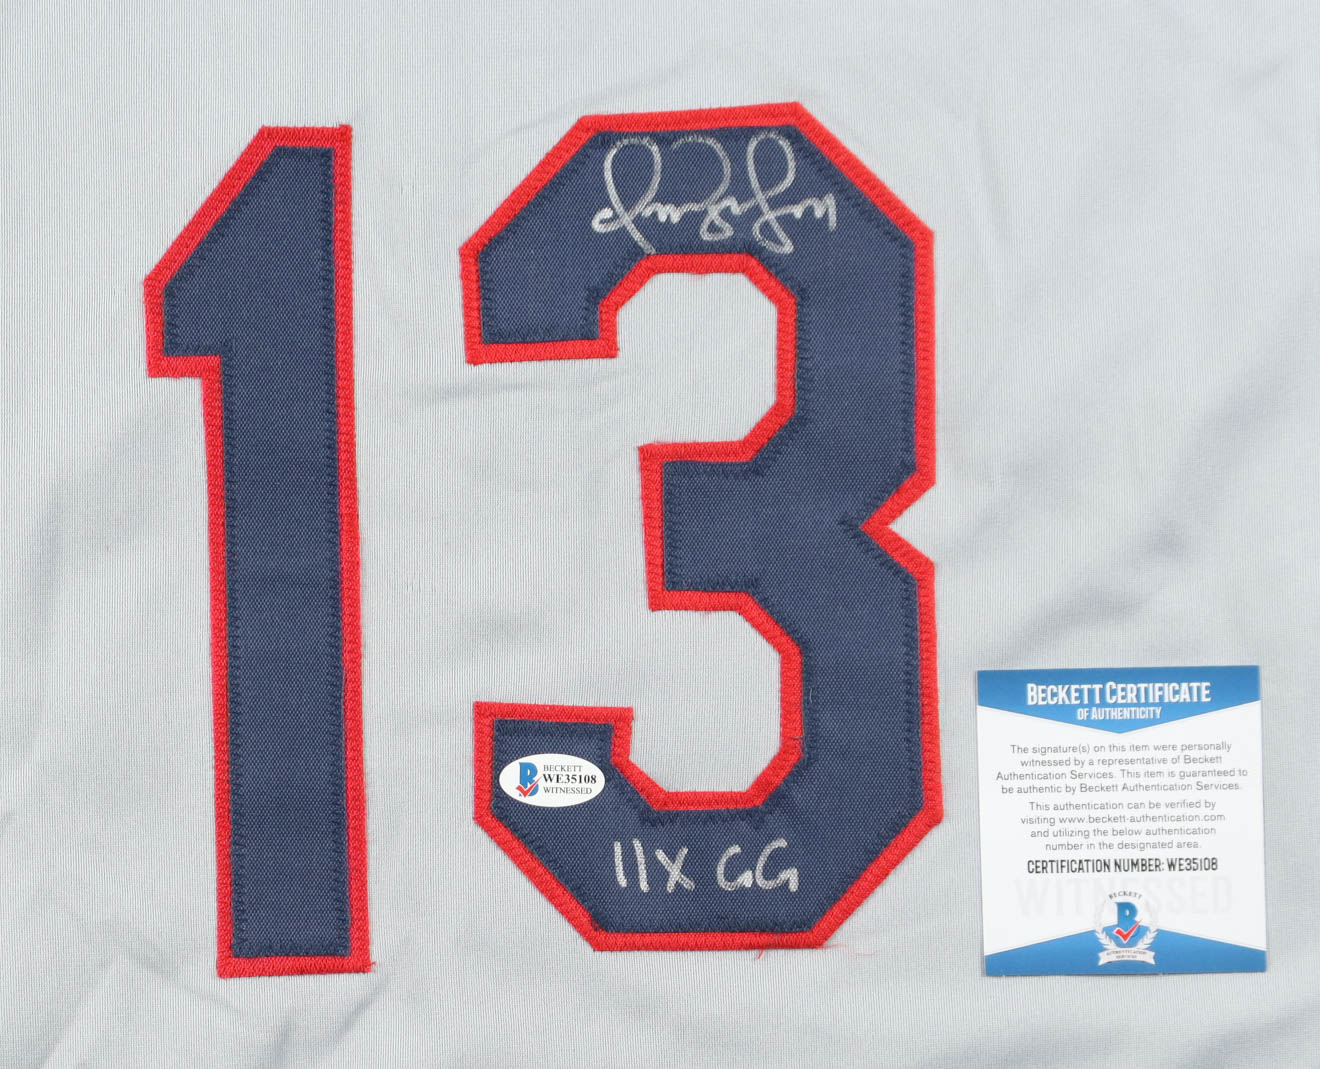 13
BECKETT
WE35108
WITNESSED
11X GG
BECKETT CERTIFICATE
OF AUTHENTICITY
The signature(s) on this item were personally
witnessed by a representative of Beckett
Authentication Services. This item is guaranteed to
be authentic by Beckett Authentication Services.
This authentication can be verified by
visiting www.beckett-authentication.com
and utilizing the below authentication
number in the designated area.
CERTIFICATION NUMBER: WE35108
WITNESSED
BECKETT
B
AUTHENTICATION
SERVICES